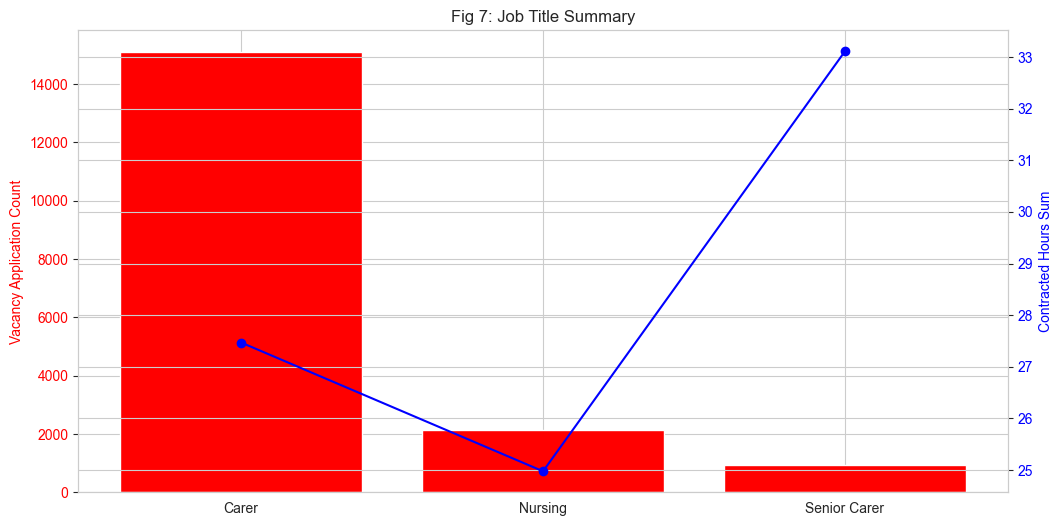 Fig 7: Job Title Summary
Vacancy Application Count
14000
12000
10000
8000
6000
4000
2000
0
33
32
31
30
29
28
27
26
25
Contracted Hours Sum
Carer
Nursing
Senior Carer